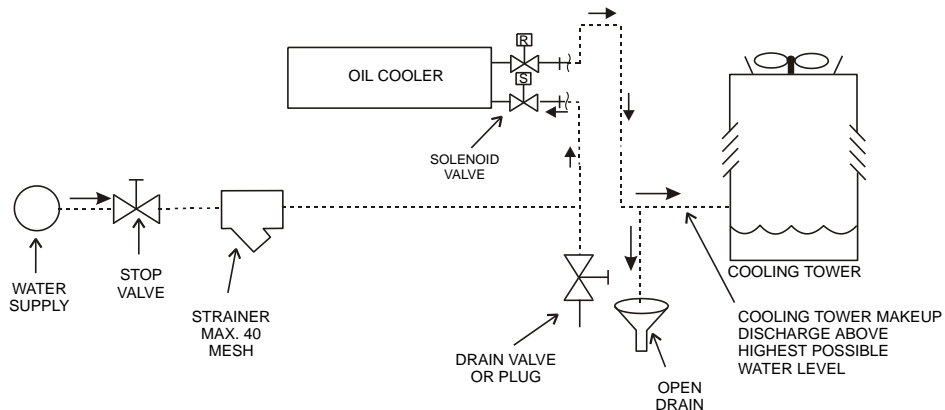 R
OIL COOLER
S
SOLENOID
VALVE
WATER
SUPPLY
STOP
VALVE
STRAINER
MAX. 40
MESH
DRAIN VALVE
OR PLUG
OPEN
DRAIN
COOLING TOWER
COOLING TOWER MAKEUP
DISCHARGE ABOVE
HIGHEST POSSIBLE
WATER LEVEL